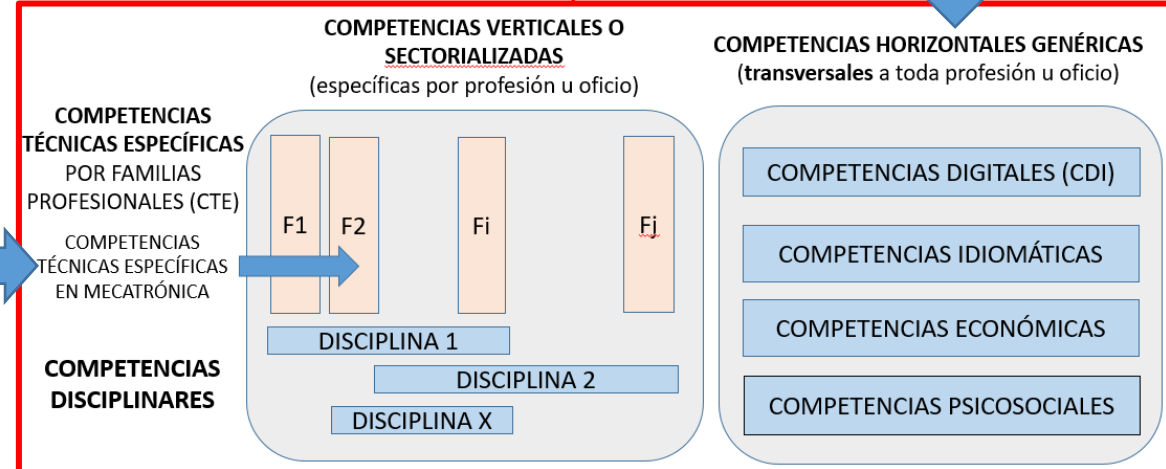 COMPETENCIAS VERTICALES O
SECTORIALIZADAS
(específicas por profesión u oficio)
COMPETENCIAS HORIZONTALES GENÉRICAS
(transversales a toda profesión u oficio)
COMPETENCIAS
TÉCNICAS ESPECÍFICAS
POR FAMILIAS
PROFESIONALES (CTE)
COMPETENCIAS
TÉCNICAS ESPECÍFICAS
EN MECATRÓNICA
F1
F2
Fi
Fj
COMPETENCIAS
DISCIPLINARES
DISCIPLINA 1
DISCIPLINA 2
DISCIPLINA X
COMPETENCIAS DIGITALES (CDI)
COMPETENCIAS IDIOMÁTICAS
COMPETENCIAS ECONÓMICAS
COMPETENCIAS PSICOSOCIALES